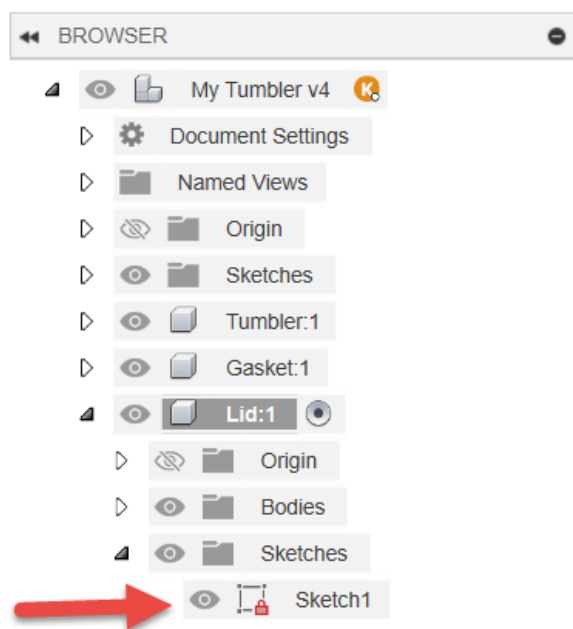 BROWSER
My Tumbler v4 K
Document Settings
Named Views
Origin
Sketches
Tumbler:1
Gasket:1
Lid:1
Origin
Bodies
Sketches
Sketch1